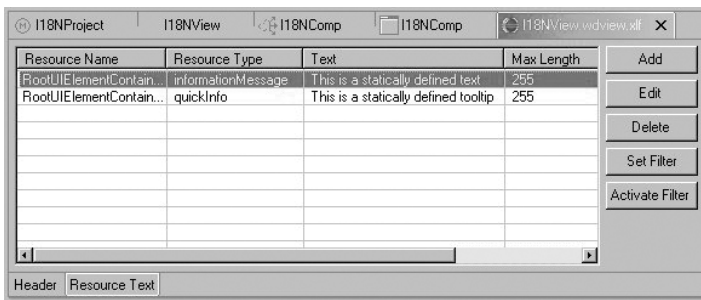 I18NProject I18NView I18NComp I18NComp I18NView.wdview.xlf
Resource Name Resource Type Text Max Length Add
RootUIElementContain... informationMessage This is a statically defined text 255
RootUIElementContain... quickInfo This is a statically defined tooltip 255 Edit
Delete
Set Filter
Activate Filter
Header Resource Text